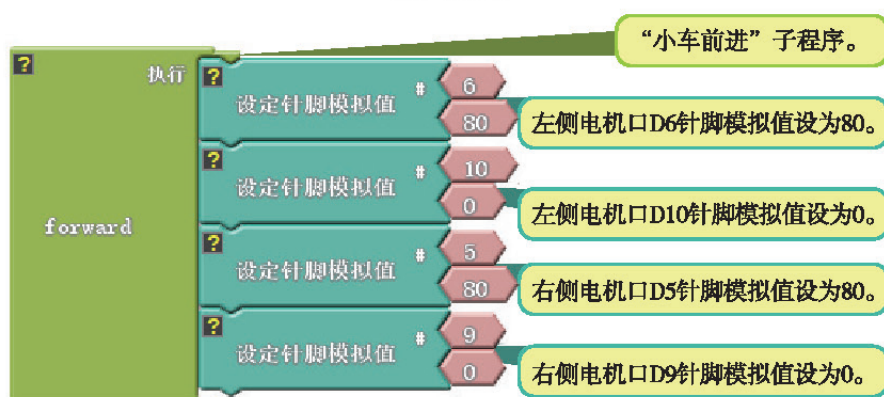 “小车前进”子程序。
?
执行
forward
?
设定针脚模拟值 # 6
80
左侧电机口D6针脚模拟值设为80。
?
设定针脚模拟值 # 10
0
左侧电机口D10针脚模拟值设为0。
?
设定针脚模拟值 # 5
80
右侧电机口D5针脚模拟值设为80。
?
设定针脚模拟值 # 9
0
右侧电机口D9针脚模拟值设为0。